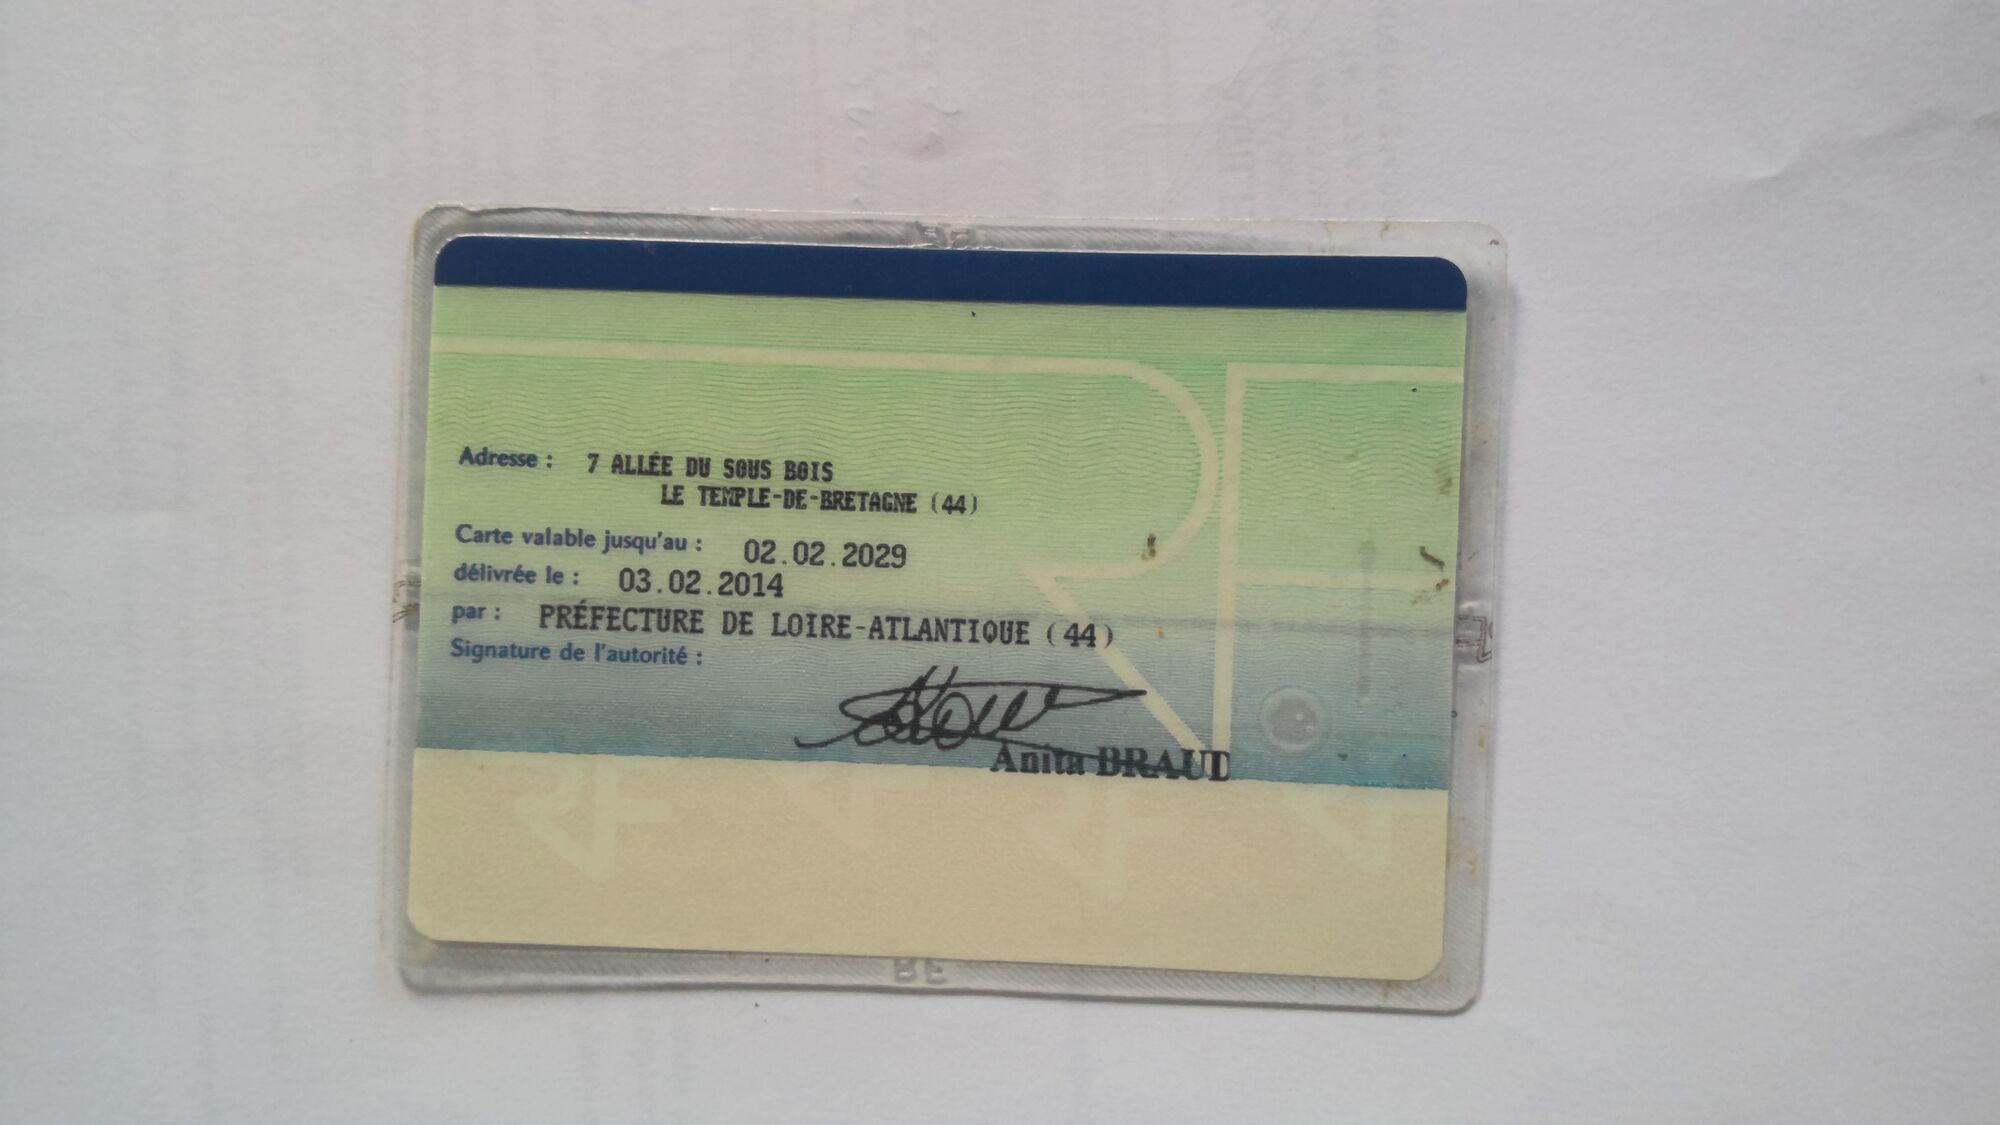 Adresse : 7 ALLÉE DU SOUS BOIS
LE TEMPLE-DE-BRETAGNE (44)
Carte valable jusqu'au : 02.02.2029
délivrée le : 03.02.2014
par : PRÉFECTURE DE LOIRE-ATLANTIQUE (44)
Signature de l'autorité :
Anita BRAUD
RF